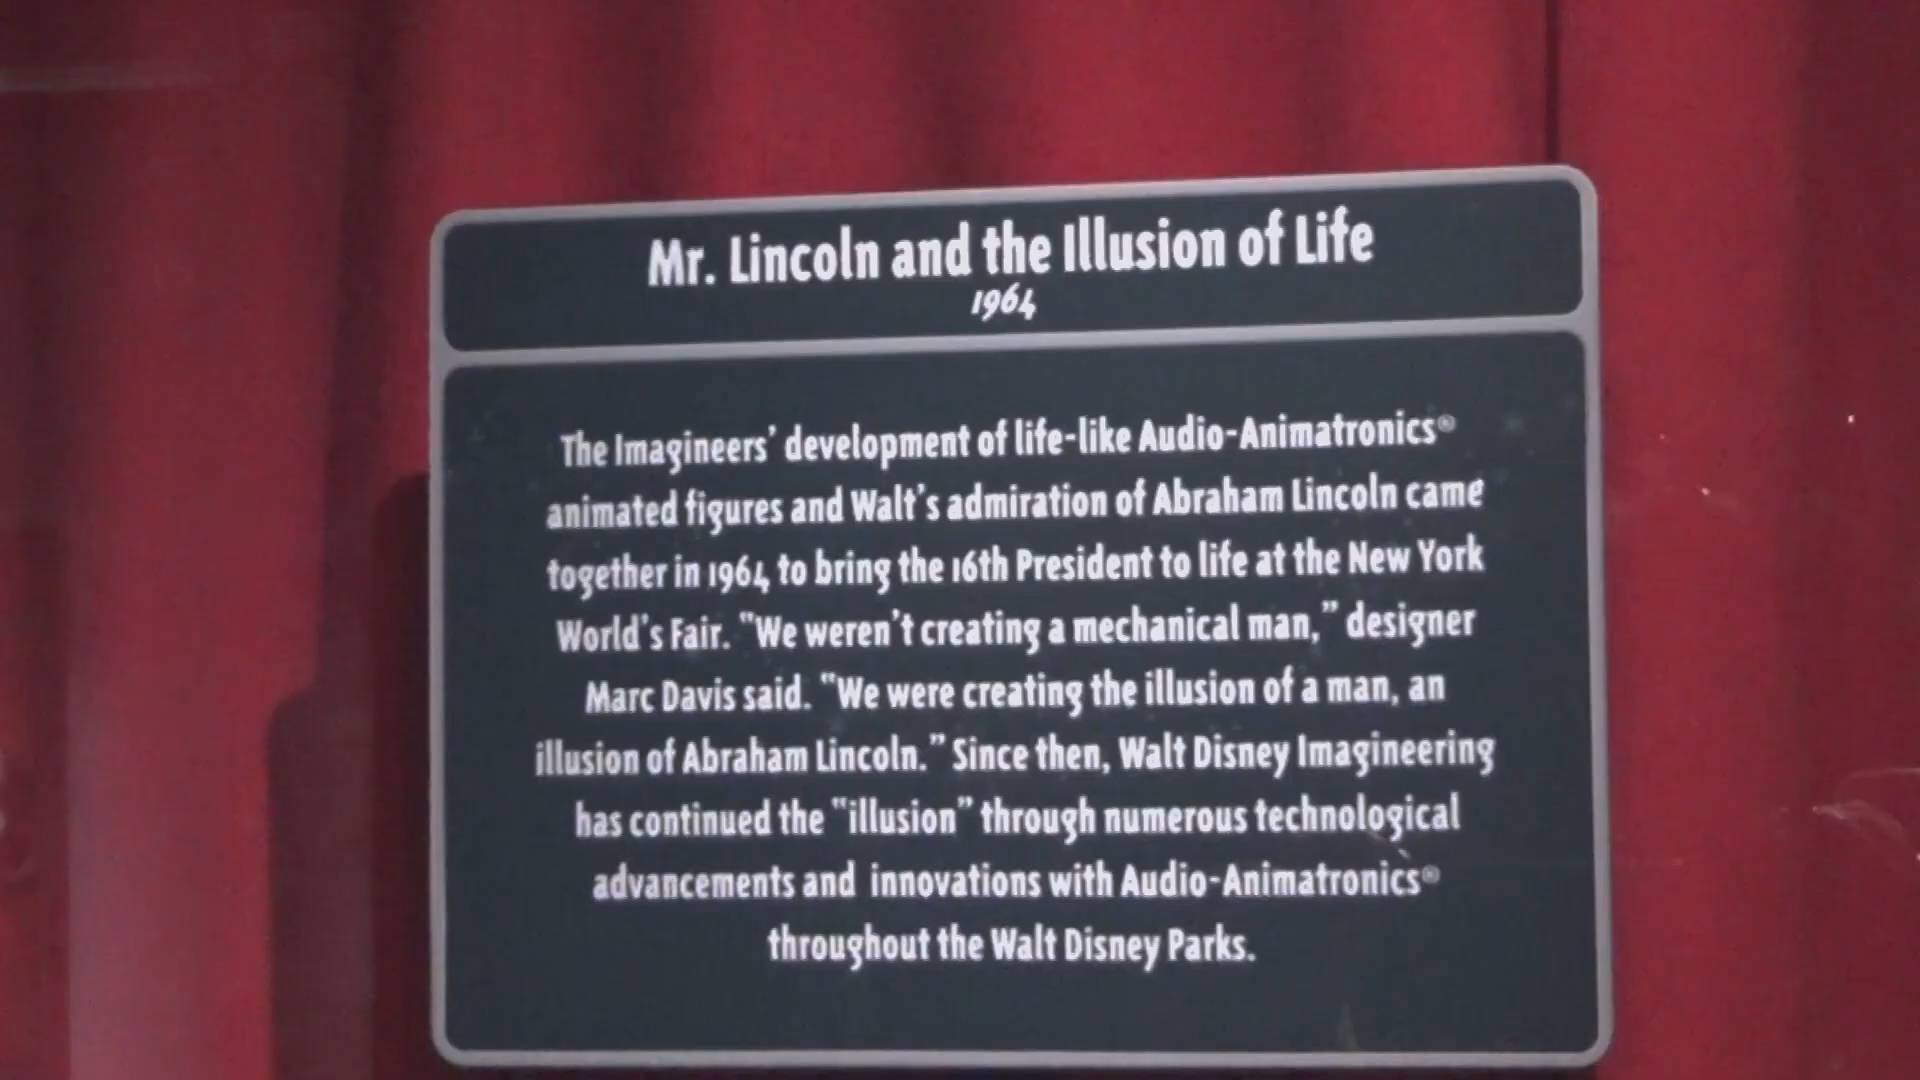 Mr. Lincoln and the Illusion of Life
1964
The Imagineers’ development of life-like Audio-Animatronics®
animated figures and Walt’s admiration of Abraham Lincoln came
together in 1964 to bring the 16th President to life at the New York
World’s Fair. “We weren’t creating a mechanical man,” designer
Marc Davis said. “We were creating the illusion of a man, an
illusion of Abraham Lincoln.” Since then, Walt Disney Imagineering
has continued the “illusion” through numerous technological
advancements and innovations with Audio-Animatronics®
throughout the Walt Disney Parks.